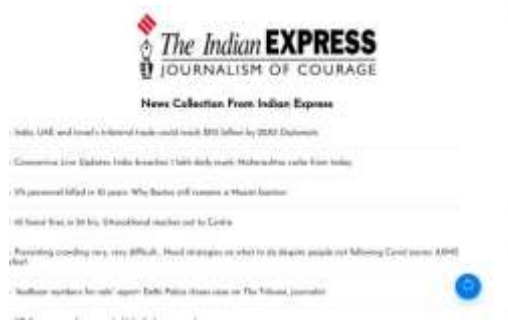 The Indian EXPRESS
JOURNALISM OF COURAGE
News Collection From Indian Express
India, UAE and Israel's trilateral trade could reach by 2030: Diplomats
Coronavirus Live Updates: India breaches 1 lakh daily mark; Maharashtra curbs from today
personnel killed in 10 years: Why Bastar still remains a Maoist bastion
forest fires in 24 hrs, Uttarakhand reaches out to Centre
Preventing crowding very, very difficult.. Need strategies on what to do despite people not following Covid norms: AIIMS
'Aadhaar numbers for sale' report: Delhi Police closes case on The Tribune, journalist